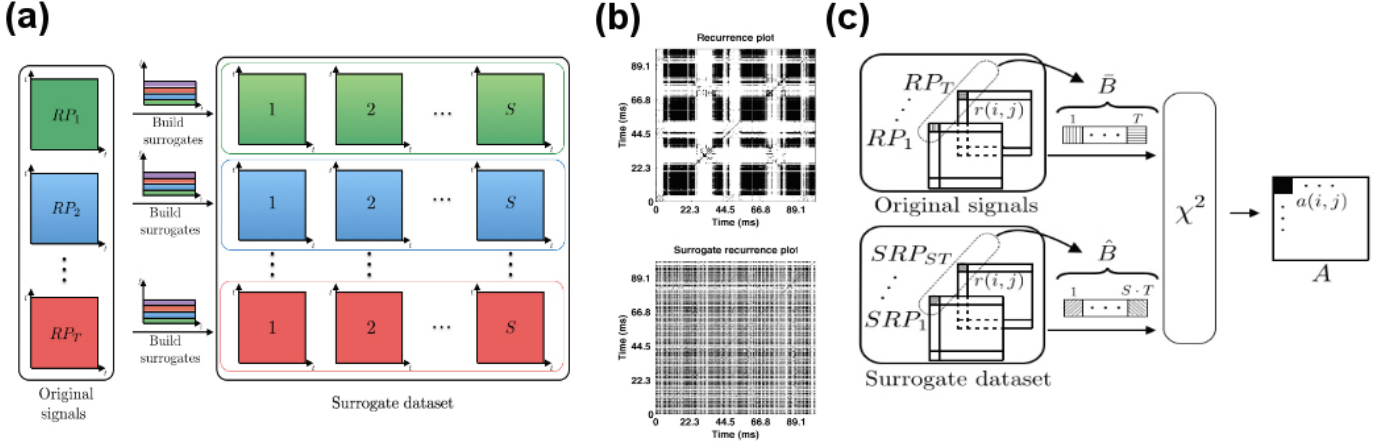 (a)
RP₁
Build
surrogates
1
2
...
S
RP₂
Build
surrogates
1
2
...
S
RP_T
Build
surrogates
1
2
...
S
Original
signals
Surrogate dataset
(b)
Recurrence plot
Time (ms)
89.1
66.8
44.5
22.3
0
0 22.3 44.5 66.8 89.1
Time (ms)
Surrogate recurrence plot
Time (ms)
89.1
66.8
44.5
22.3
0
0 22.3 44.5 66.8 89.1
Time (ms)
(c)
RP_T
RP₁
r(i, j)
Original signals
B̄
1 T
...
SRP_ST
SRP₁
r(i, j)
Surrogate dataset
B̂
1 S · T
...
χ²
...
a(i, j)
A